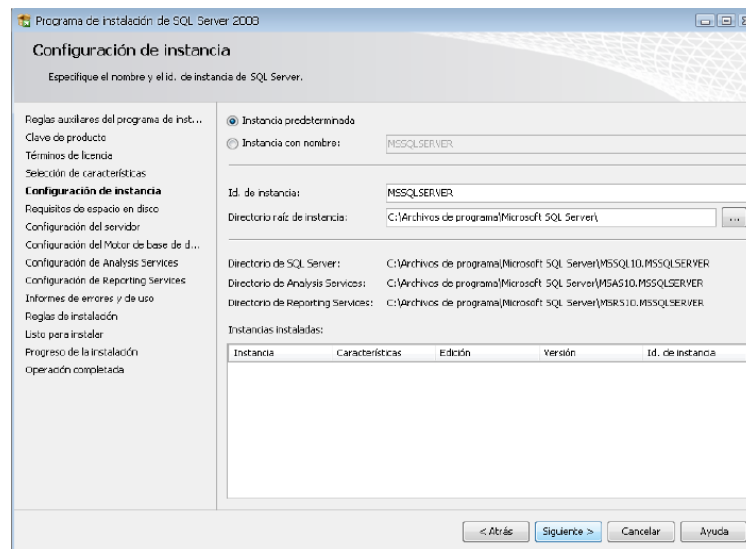 Programa de instalación de SQL Server 2008
Configuración de instancia
Especifique el nombre y el id. de instancia de SQL Server.
Reglas auxiliares del programa de inst...
Clave de producto
Términos de licencia
Selección de características
Configuración de instancia
Requisitos de espacio en disco
Configuración del servidor
Configuración del Motor de base de d...
Configuración de Analysis Services
Configuración de Reporting Services
Informes de errores y de uso
Reglas de instalación
Listo para instalar
Progreso de la instalación
Operación completada
Instancia predeterminada
Instancia con nombre: MSSQLSERVER
Id. de instancia: MSSQLSERVER
Directorio raíz de instancia: C:\Archivos de programa\Microsoft SQL Server\ ...
Directorio de SQL Server: C:\Archivos de programa\Microsoft SQL Server\MSSQL10.MSSQLSERVER
Directorio de Analysis Services: C:\Archivos de programa\Microsoft SQL Server\MSAS10.MSSQLSERVER
Directorio de Reporting Services: C:\Archivos de programa\Microsoft SQL Server\MSRS10.MSSQLSERVER
Instancias instaladas:
Instancia Características Edición Versión Id. de instancia
< Atrás Siguiente > Cancelar Ayuda